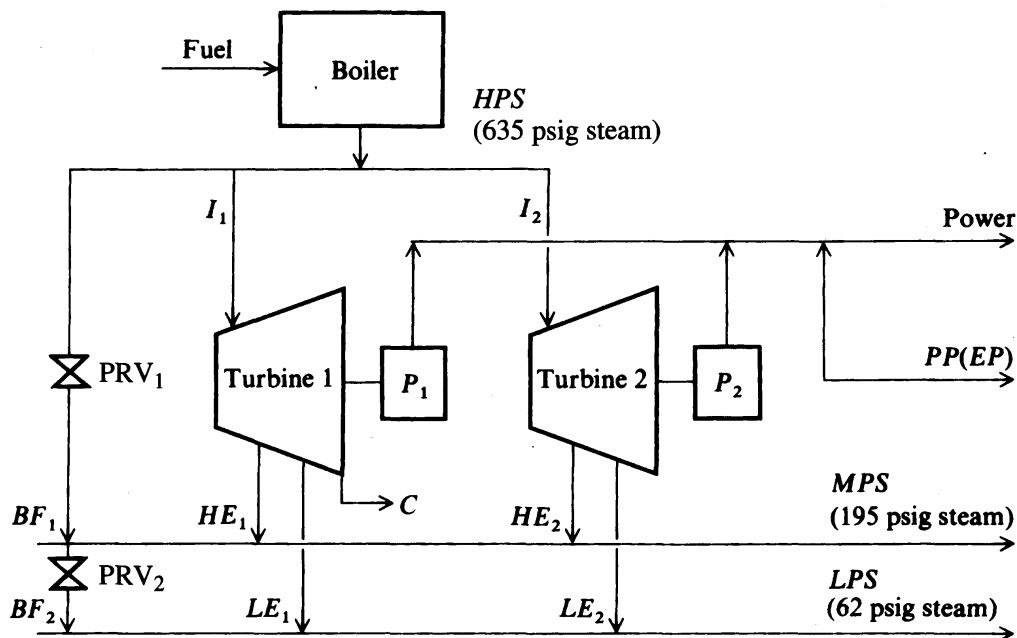 Fuel
Boiler
HPS
(635 psig steam)
I₁
I₂
Power
PRV₁
Turbine 1
P₁
Turbine 2
P₂
PP(EP)
C
BF₁
HE₁
HE₂
MPS
(195 psig steam)
PRV₂
BF₂
LE₁
LE₂
LPS
(62 psig steam)